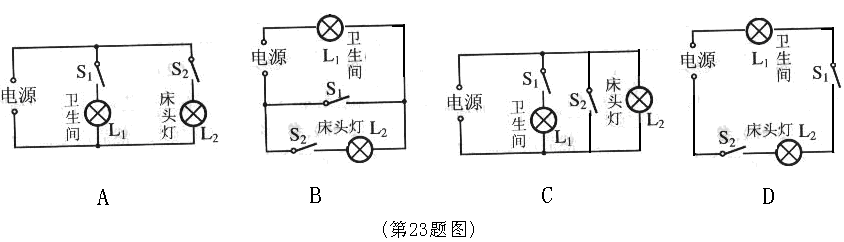 电源 S1 卫生间 L1 S2 床头灯 L2
电源 L1 卫生间 S1 S2 床头灯 L2
电源 S1 卫生间 L1 S2 床头灯 L2
电源 L1 卫生间 S1 S2 床头灯 L2
A B C D
(第23题图)